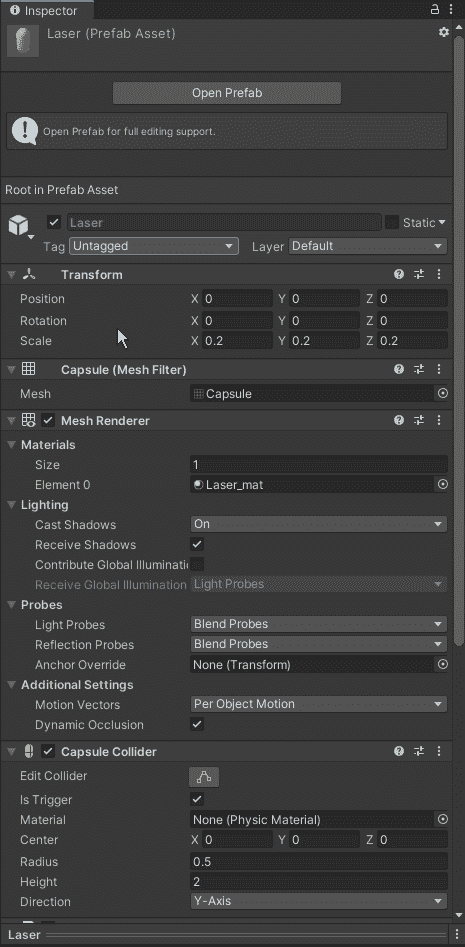 Inspector
Laser (Prefab Asset)
Open Prefab
Open Prefab for full editing support.
Root in Prefab Asset
Laser Static
Tag Untagged Layer Default
Transform
Position X 0 Y 0 Z 0
Rotation X 0 Y 0 Z 0
Scale X 0.2 Y 0.2 Z 0.2
Capsule (Mesh Filter)
Mesh Capsule
Mesh Renderer
Materials
Size 1
Element 0 Laser_mat
Lighting
Cast Shadows On
Receive Shadows
Contribute Global Illuminati
Receive Global Illumination Light Probes
Probes
Light Probes Blend Probes
Reflection Probes Blend Probes
Anchor Override None (Transform)
Additional Settings
Motion Vectors Per Object Motion
Dynamic Occlusion
Capsule Collider
Edit Collider
Is Trigger
Material None (Physic Material)
Center X 0 Y 0 Z 0
Radius 0.5
Height 2
Direction Y-Axis
Laser